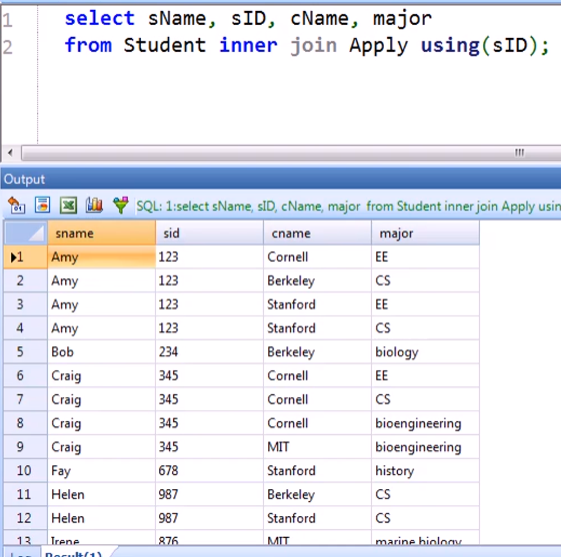 1 select sName, sID, cName, major
2 from Student inner join Apply using(sID);
Output
SQL: 1:select sName, sID, cName, major from Student inner join Apply usin
sname sid cname major
1 Amy 123 Cornell EE
2 Amy 123 Berkeley CS
3 Amy 123 Stanford EE
4 Amy 123 Stanford CS
5 Bob 234 Berkeley biology
6 Craig 345 Cornell EE
7 Craig 345 Cornell CS
8 Craig 345 Cornell bioengineering
9 Craig 345 MIT bioengineering
10 Fay 678 Stanford history
11 Helen 987 Berkeley CS
12 Helen 987 Stanford CS
13 Irene 876 MIT marine biology
Log Result(1)